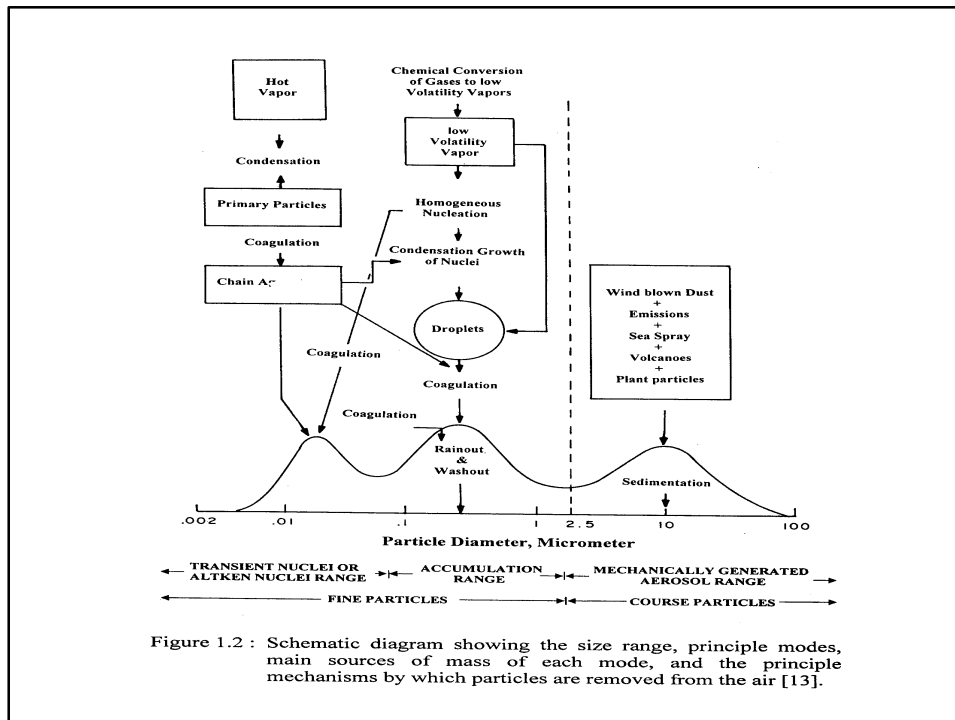 Hot
Vapor
Condensation
Primary Particles
Coagulation
Chain
Coagulation
Chemical Conversion
of Gases to low
Volatility Vapors
low
Volatility
Vapor
Homogeneous
Nucleation
Condensation Growth
of Nuclei
Droplets
Coagulation
Coagulation
Rainout
&
Washout
Wind blown Dust
+
Emissions
+
Sea Spray
+
Volcanoes
+
Plant particles
Sedimentation
.002 .01 .1 1 2.5 10 100
Particle Diameter, Micrometer
TRANSIENT NUCLEI OR
ALTKEN NUCLEI RANGE
ACCUMULATION
RANGE
MECHANICALLY GENERATED
AEROSOL RANGE
FINE PARTICLES
COURSE PARTICLES
Figure 1.2 : Schematic diagram showing the size range, principle modes,
main sources of mass of each mode, and the principle
mechanisms by which particles are removed from the air [13].